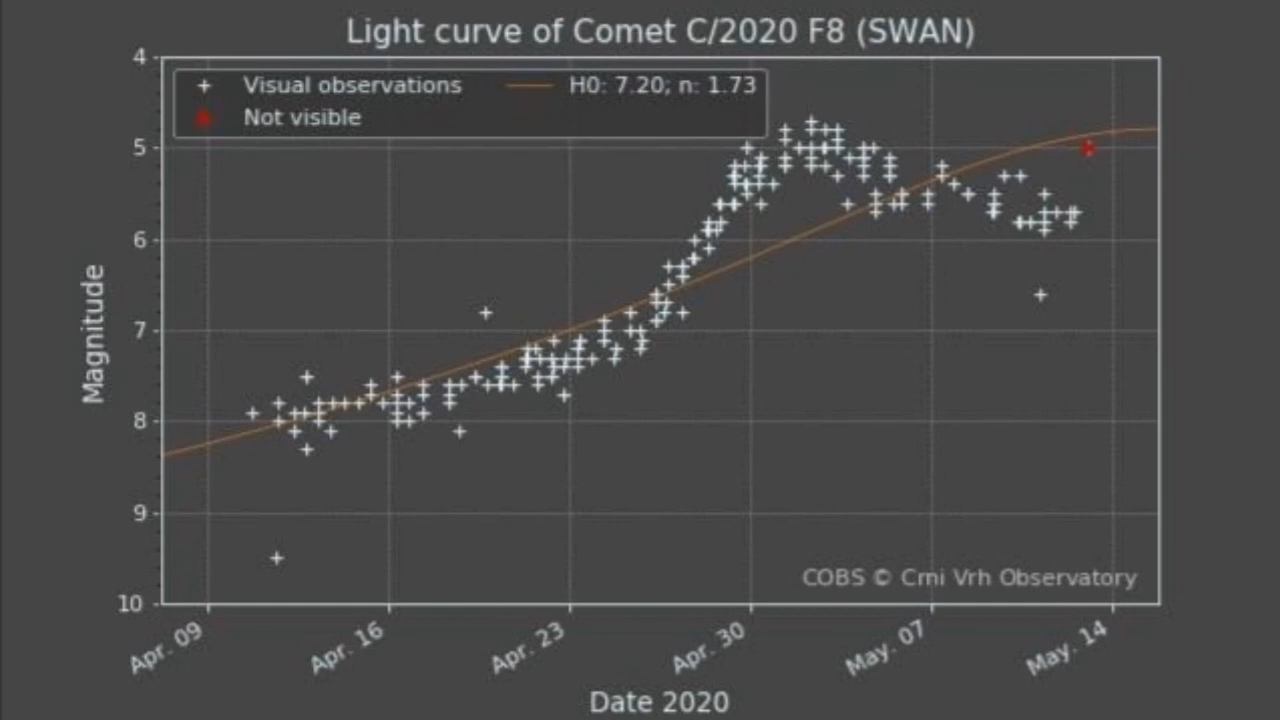 Light curve of Comet C/2020 F8 (SWAN)
Visual observations
H0: 7.20; n: 1.73
Not visible
4
5
6
7
8
9
10
Magnitude
COBS © Crni Vrh Observatory
Apr. 09
Apr. 16
Apr. 23
Apr. 30
May. 07
May. 14
Date 2020